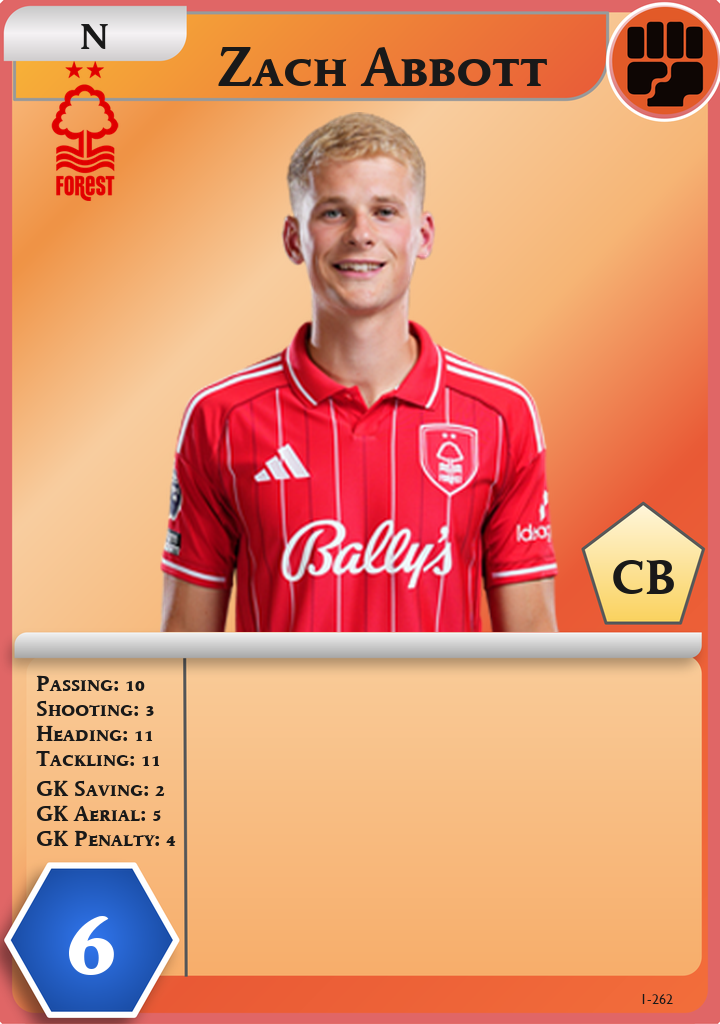 N
Zach Abbott
FOREST
FOREST
Bally's
CB
Passing: 10
Shooting: 3
Heading: 11
Tackling: 11
GK Saving: 2
GK Aerial: 5
GK Penalty: 4
6
1-262